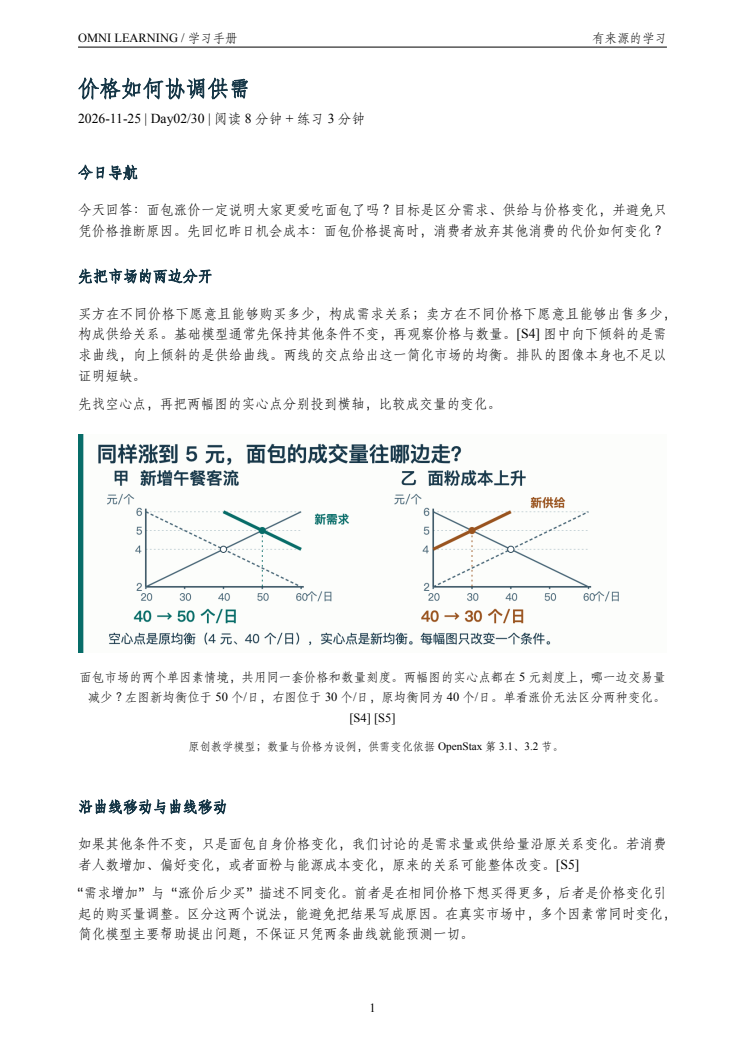 OMNI LEARNING / 学习手册
有来源的学习
价格如何协调供需
2026-11-25 | Day02/30 | 阅读 8 分钟 + 练习 3 分钟
今日导航
今天回答：面包涨价一定说明大家更爱吃面包了吗？目标是区分需求、供给与价格变化，并避免只
凭价格推断原因。先回忆昨日机会成本：面包价格提高时，消费者放弃其他消费的代价如何变化？
先把市场的两边分开
买方在不同价格下愿意且能够购买多少，构成需求关系；卖方在不同价格下愿意且能够出售多少，
构成供给关系。基础模型通常先保持其他条件不变，再观察价格与数量。[S4] 图中向下倾斜的是需
求曲线，向上倾斜的是供给曲线。两线的交点给出这一简化市场的均衡。排队的图像本身也不足以
证明短缺。
先找空心点，再把两幅图的实心点分别投到横轴，比较成交量的变化。
同样涨到 5 元，面包的成交量往哪边走？
甲 新增午餐客流
元/个
6
5
4
2
20 30 40 50 60个/日
新需求
40 → 50 个/日
乙 面粉成本上升
元/个
6
5
4
2
20 30 40 50 60个/日
新供给
40 → 30 个/日
空心点是原均衡（4 元、40 个/日），实心点是新均衡。每幅图只改变一个条件。
面包市场的两个单因素情境，共用同一套价格和数量刻度。两幅图的实心点都在 5 元刻度上，哪一边交易量
减少？左图新均衡位于 50 个/日，右图位于 30 个/日，原均衡同为 40 个/日。单看涨价无法区分两种变化。
[S4] [S5]
原创教学模型；数量与价格为设例，供需变化依据 OpenStax 第 3.1、3.2 节。
沿曲线移动与曲线移动
如果其他条件不变，只是面包自身价格变化，我们讨论的是需求量或供给量沿原关系变化。若消费
者人数增加、偏好变化，或者面粉与能源成本变化，原来的关系可能整体改变。[S5]
“需求增加”与“涨价后少买”描述不同变化。前者是在相同价格下想买得更多，后者是价格变化引
起的购买量调整。区分这两个说法，能避免把结果写成原因。在真实市场中，多个因素常同时变化，
简化模型主要帮助提出问题，不保证只凭两条曲线就能预测一切。
1